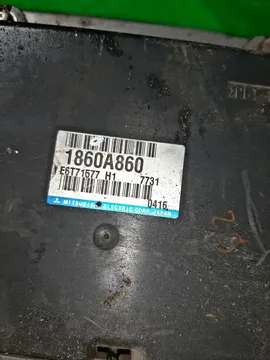 1860A860
E6T71577 H1 7731
0416
MITSUBISHI ELECTRIC CORP. JAPAN